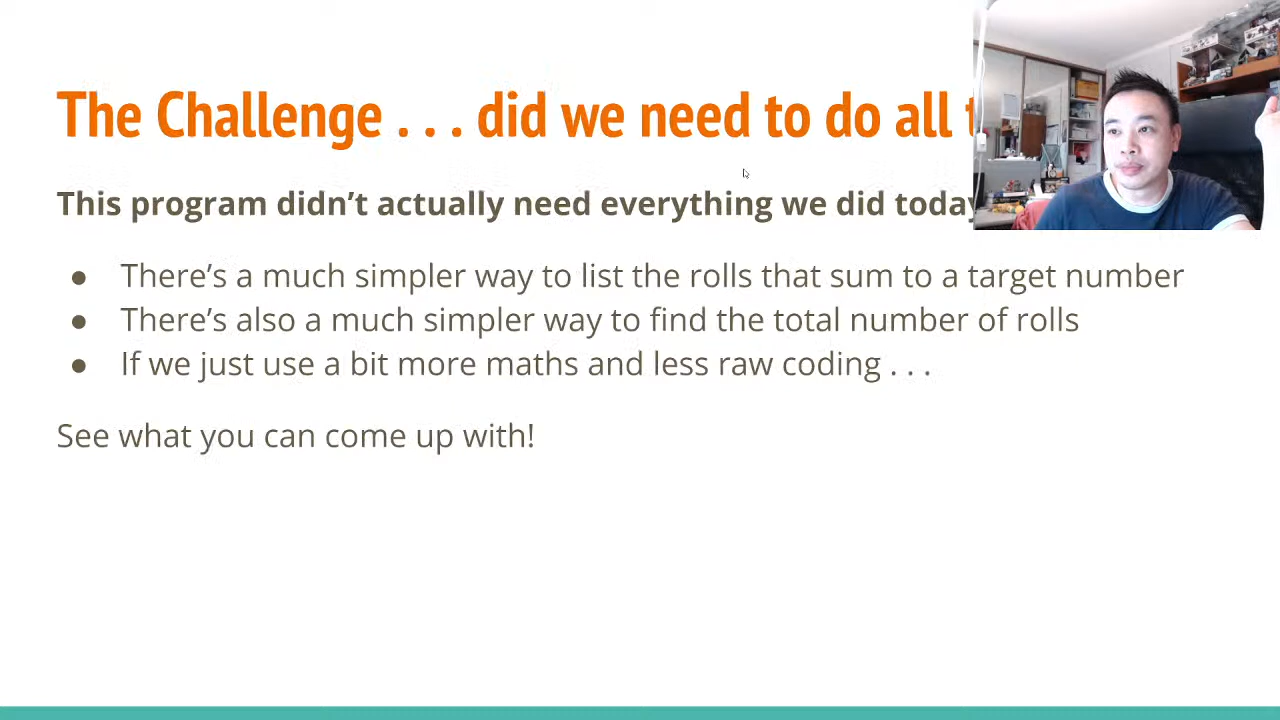 The Challenge . . . did we need to do all
This program didn't actually need everything we did today
● There's a much simpler way to list the rolls that sum to a target number
● There's also a much simpler way to find the total number of rolls
● If we just use a bit more maths and less raw coding . . .
See what you can come up with!